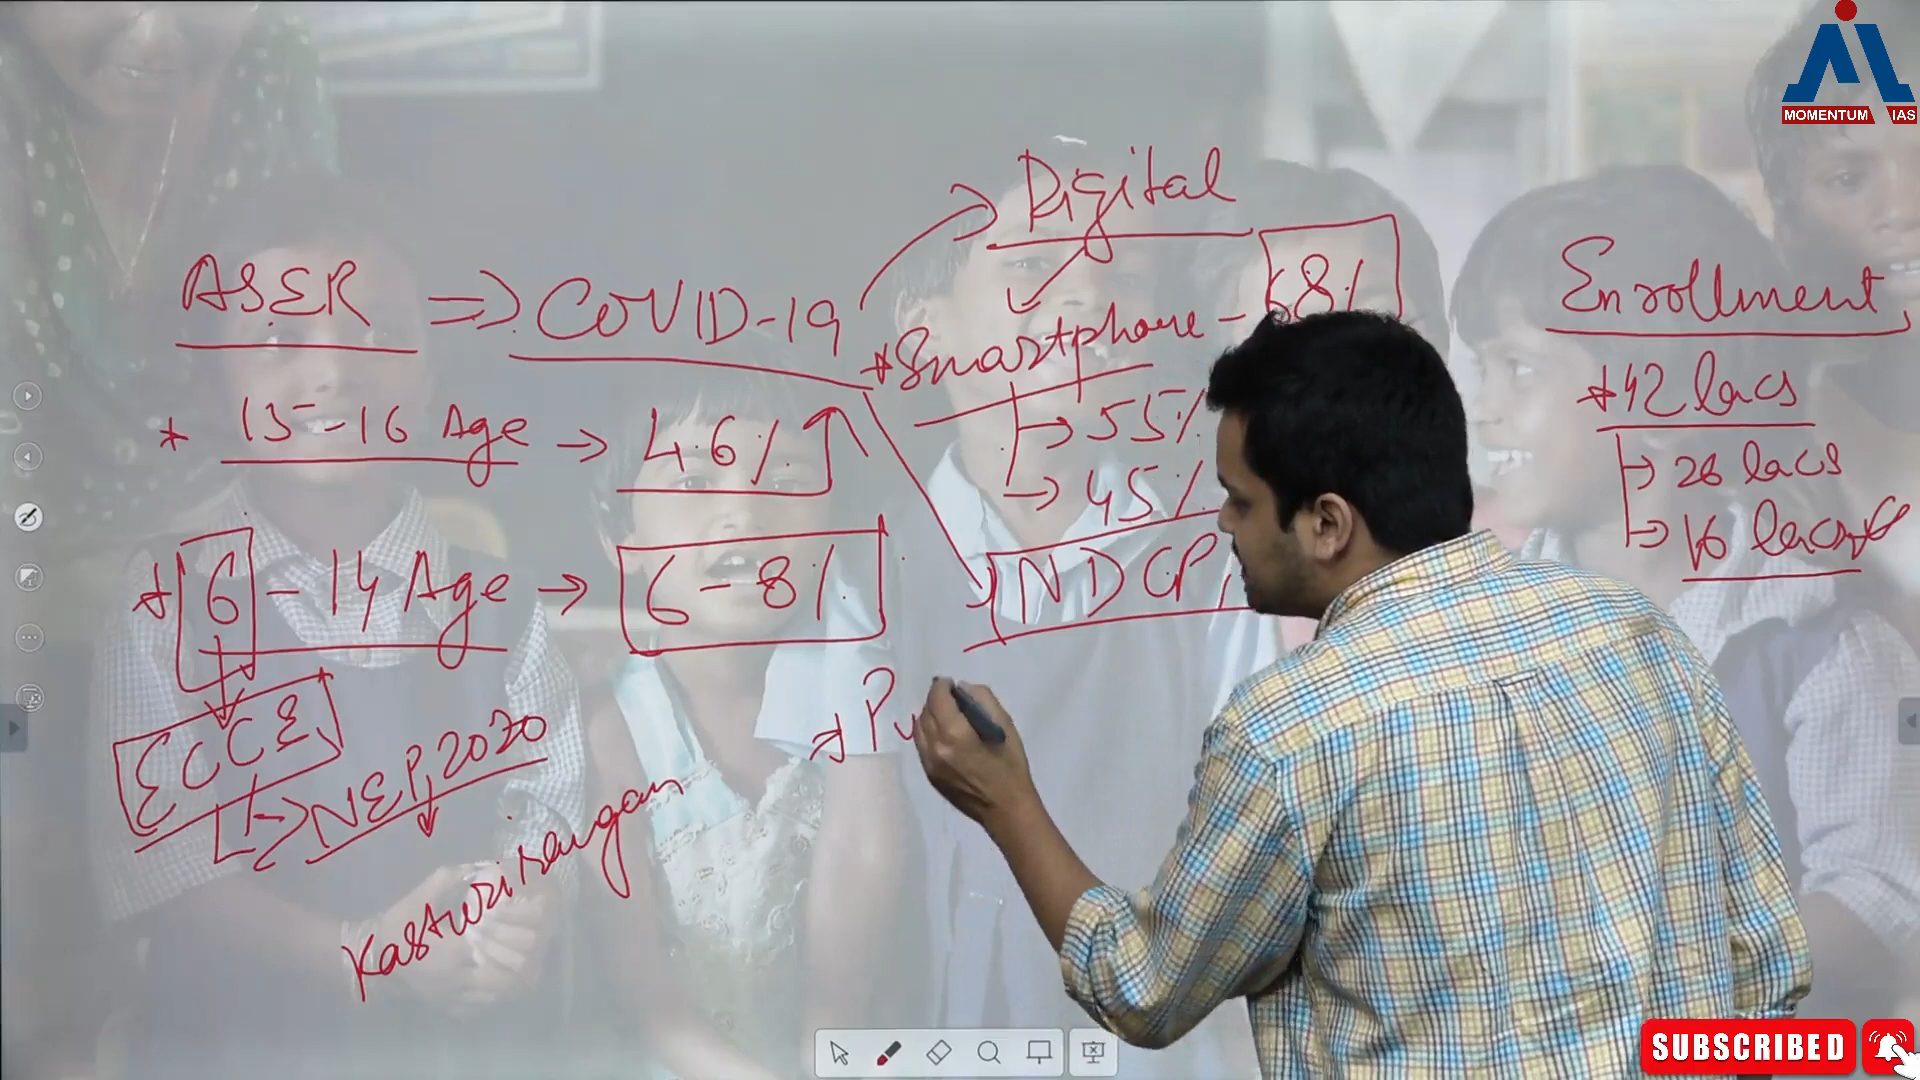 MOMENTUM IAS
Digital
68%
ASER ⇒ COVID-19
* Smartphone -
Enrollment
* 42 lacs
* 15-16 Age → 4.6%
→ 55%
→ 45%
→ 26 lacs
→ 16 lacs
* 6 - 14 Age → 6-8%
NDCP
ECCE
→ NEP, 2020
Kasturirangan
→ Pu
SUBSCRIBED